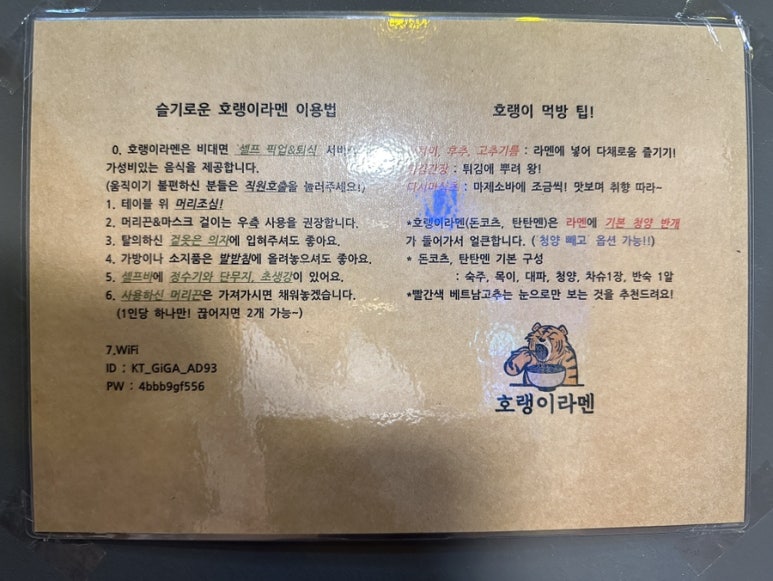 슬기로운 호랭이라멘 이용법
0. 호랭이라멘은 비대면 셀프 픽업&퇴식
가성비있는 음식을 제공합니다.
(움직이기 불편하신 분들은 직원호출을 눌러주세요!)
1. 테이블 위 머리조심!
2. 머리끈&마스크 걸이는 우측 사용을 권장합니다.
3. 탈의하신 겉옷은 의자에 입혀주셔도 좋아요.
4. 가방이나 소지품은 발받침에 올려놓으셔도 좋아요.
5. 셀프바에 정수기와 단무지, 초생강이 있어요.
6. 사용하신 머리끈은 가져가시면 채워놓겠습니다.
(1인당 하나만! 끊어지면 2개 가능~)
7.WiFi
ID : KT_GiGA_AD93
PW : 4bbb9gf556
호랭이 먹방 팁!
후추, 고추기름 : 라멘에 넣어 다채로움 즐기기!
튀김간장 : 튀김에 뿌려 왕!
다시마식초 : 마제소바에 조금씩! 맛보며 취향 따라~
*호랭이라멘(돈코츠, 탄탄멘)은 라멘에 기본 청양 반개
가 들어가서 얼큰합니다. ( 청양 빼고 옵션 가능!!)
* 돈코츠, 탄탄멘 기본 구성
: 숙주, 목이, 대파, 청양, 차슈1장, 반숙 1알
*빨간색 베트남고추는 눈으로만 보는 것을 추천드려요!
호랭이라멘